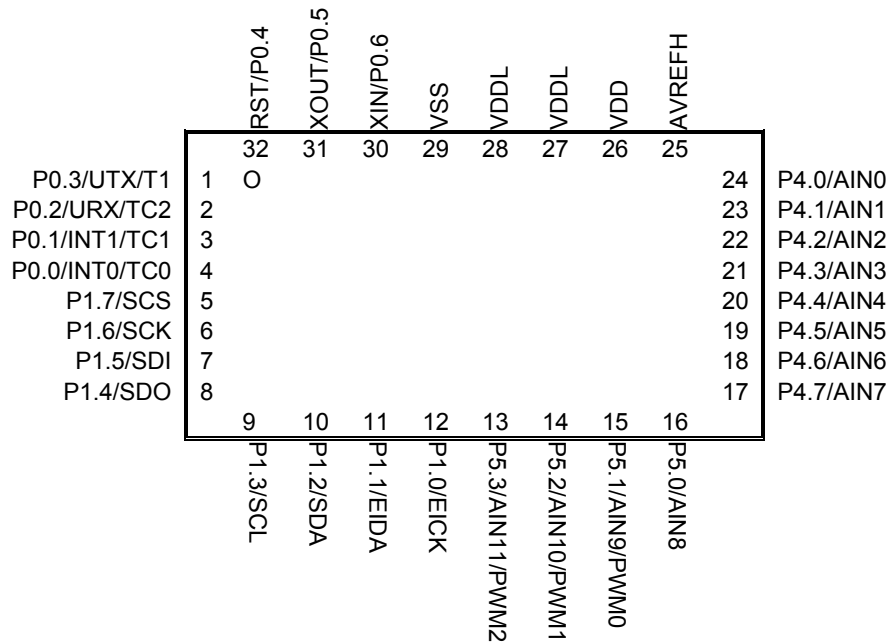 RST/P0.4
XOUT/P0.5
XIN/P0.6
VSS
VDDL
VDDL
VDD
AVREFH
32 31 30 29 28 27 26 25
P0.3/UTX/T1 1 O 24 P4.0/AIN0
P0.2/URX/TC2 2 23 P4.1/AIN1
P0.1/INT1/TC1 3 22 P4.2/AIN2
P0.0/INT0/TC0 4 21 P4.3/AIN3
P1.7/SCS 5 20 P4.4/AIN4
P1.6/SCK 6 19 P4.5/AIN5
P1.5/SDI 7 18 P4.6/AIN6
P1.4/SDO 8 17 P4.7/AIN7
9 10 11 12 13 14 15 16
P1.3/SCL
P1.2/SDA
P1.1/EIDA
P1.0/EICK
P5.3/AIN11/PWM2
P5.2/AIN10/PWM1
P5.1/AIN9/PWM0
P5.0/AIN8